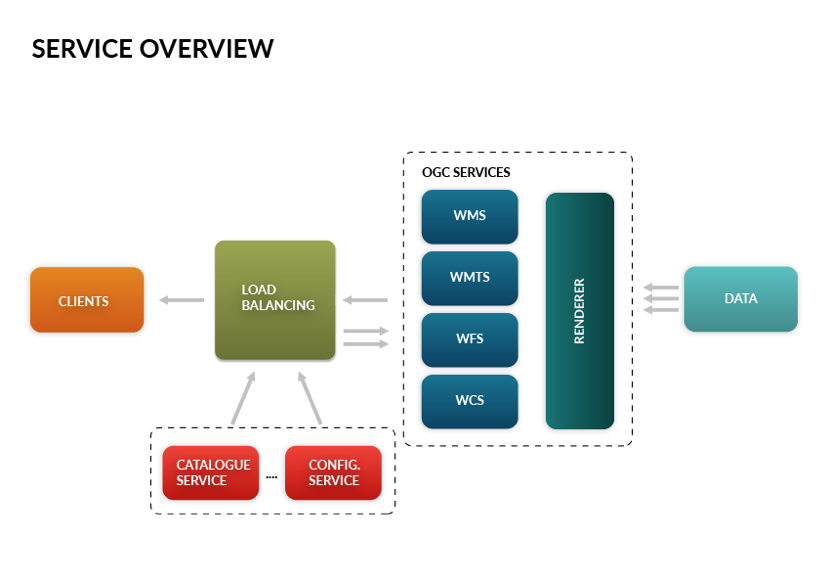 SERVICE OVERVIEW
OGC SERVICES
WMS
WMTS
WFS
WCS
RENDERER
DATA
CLIENTS
LOAD
BALANCING
CATALOGUE
SERVICE
....
CONFIG.
SERVICE